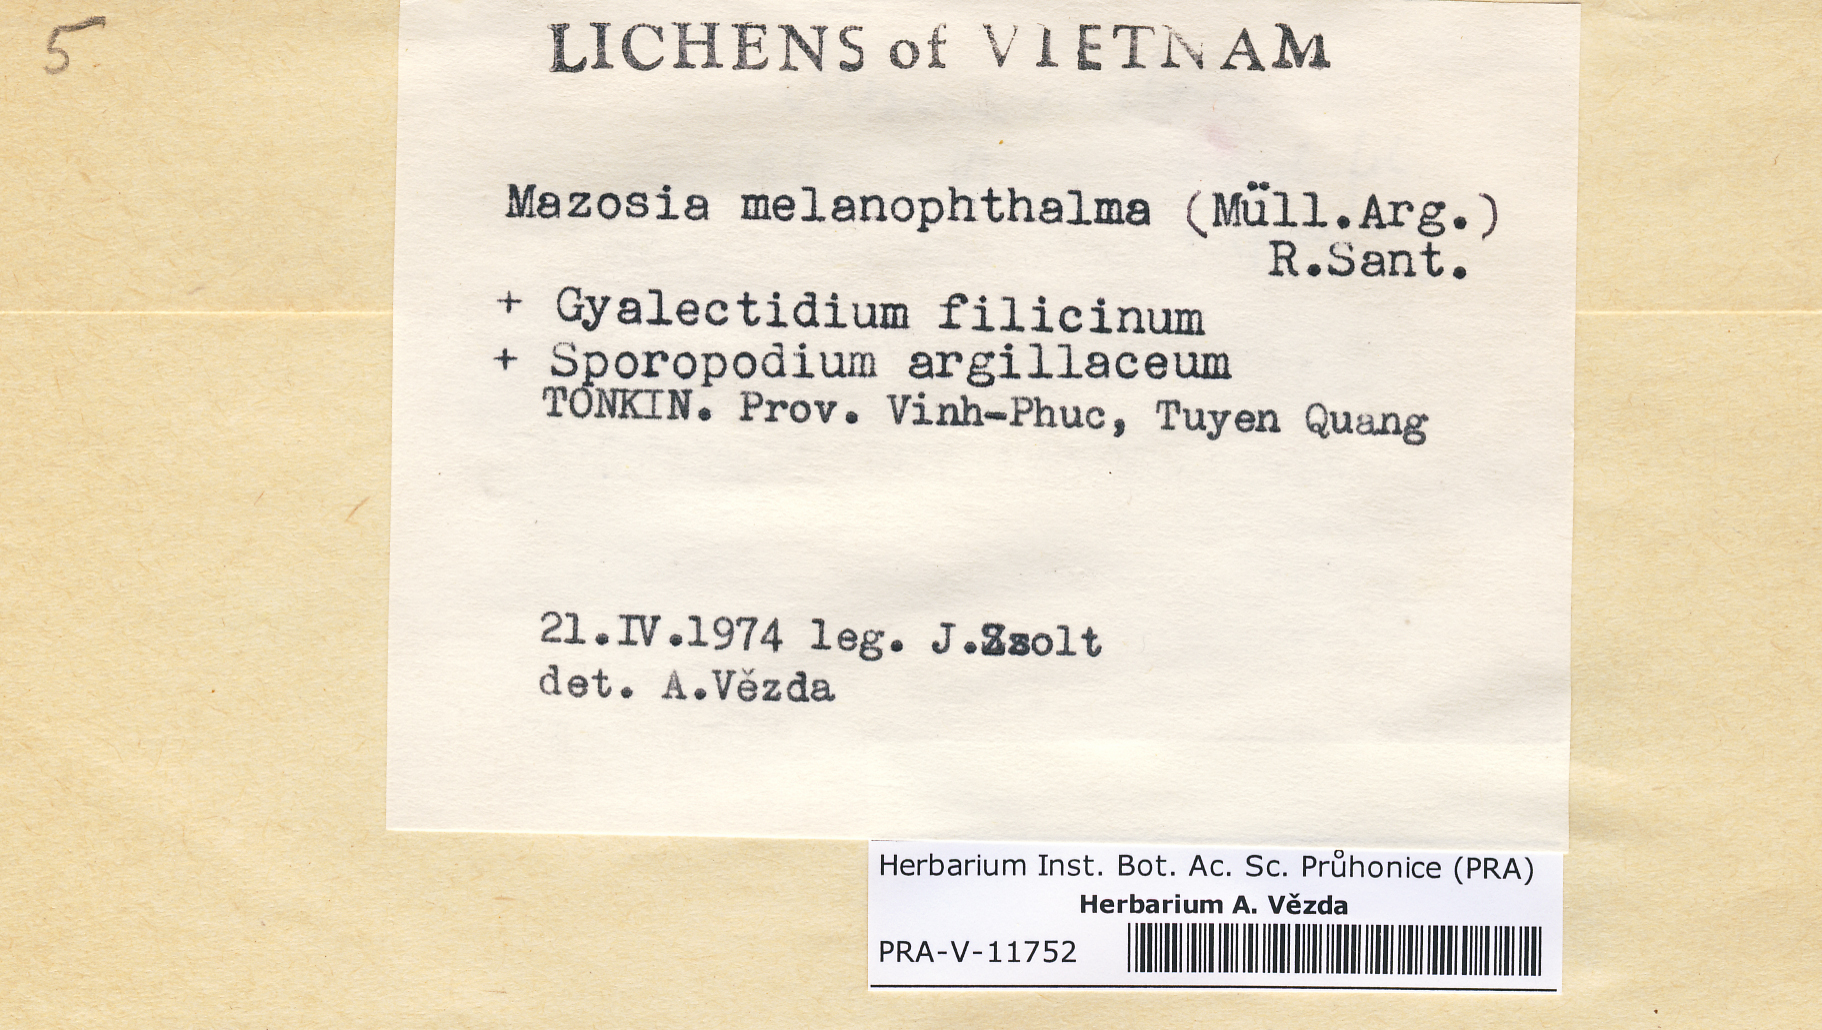 5
LICHENS of VIETNAM
Mazosia melanophthalma (Müll.Arg.)
R.Sant.
+ Gyalectidium filicinum
+ Sporopodium argillaceum
TONKIN. Prov. Vinh-Phuc, Tuyen Quang
21.IV.1974 leg. J.Zsolt
det. A.Vězda
Herbarium Inst. Bot. Ac. Sc. Průhonice (PRA)
Herbarium A. Vězda
PRA-V-11752